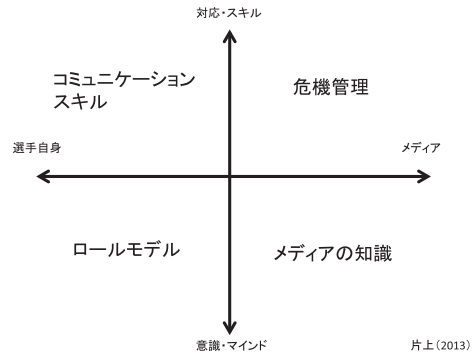 対応・スキル
コミュニケーション
スキル
危機管理
選手自身
メディア
ロールモデル
メディアの知識
意識・マインド
片上(2013)